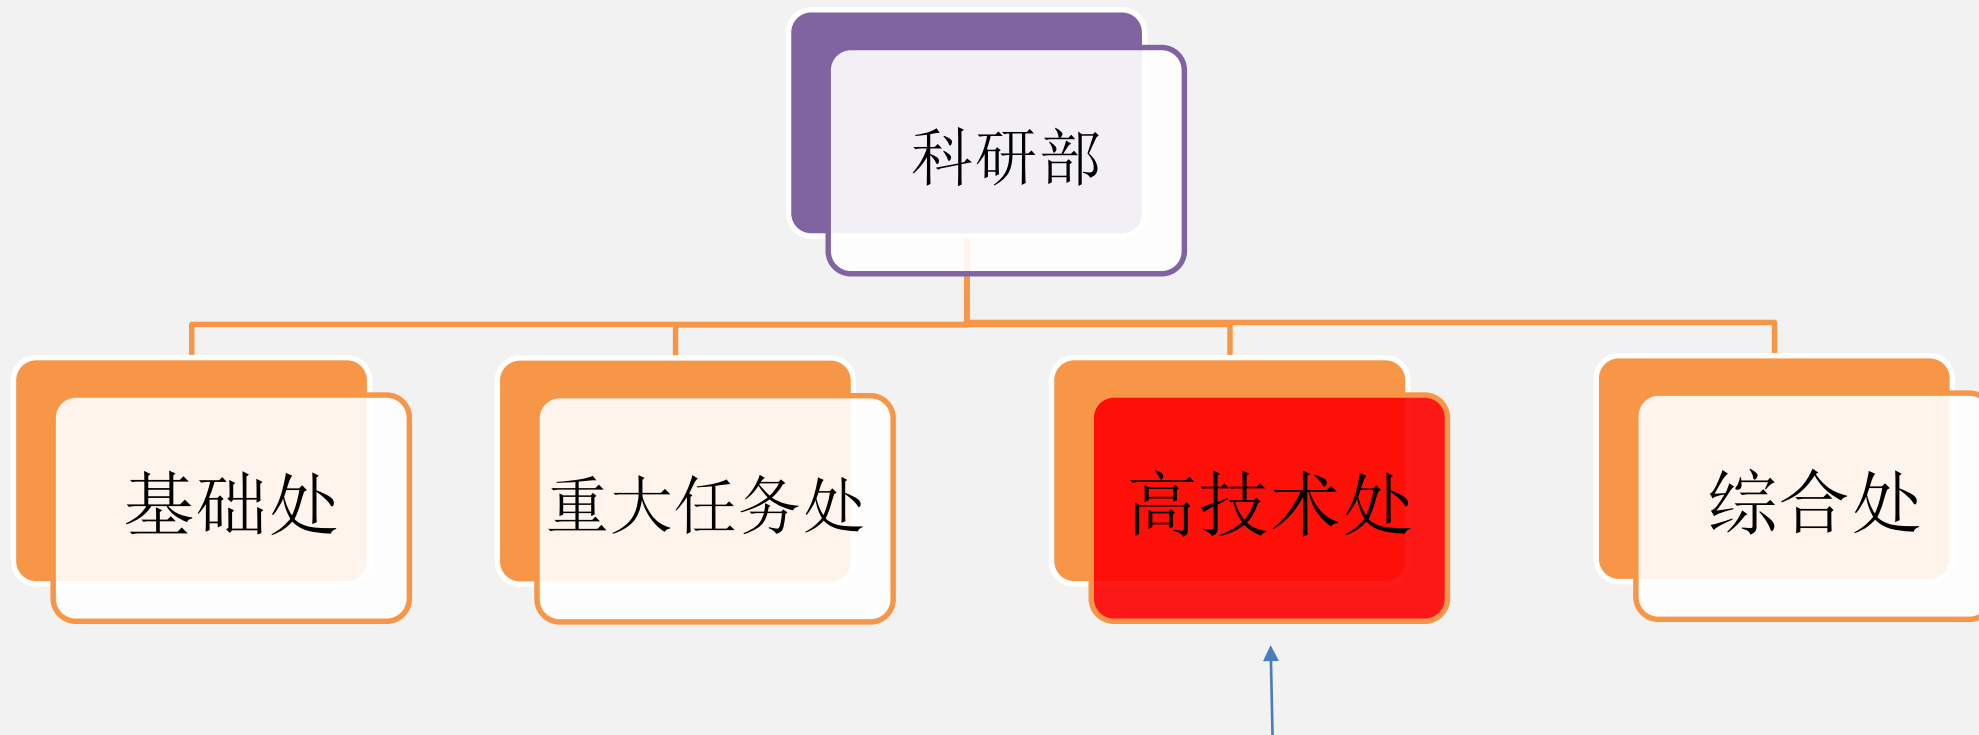 科研部
基础处
重大任务处
高技术处
综合处